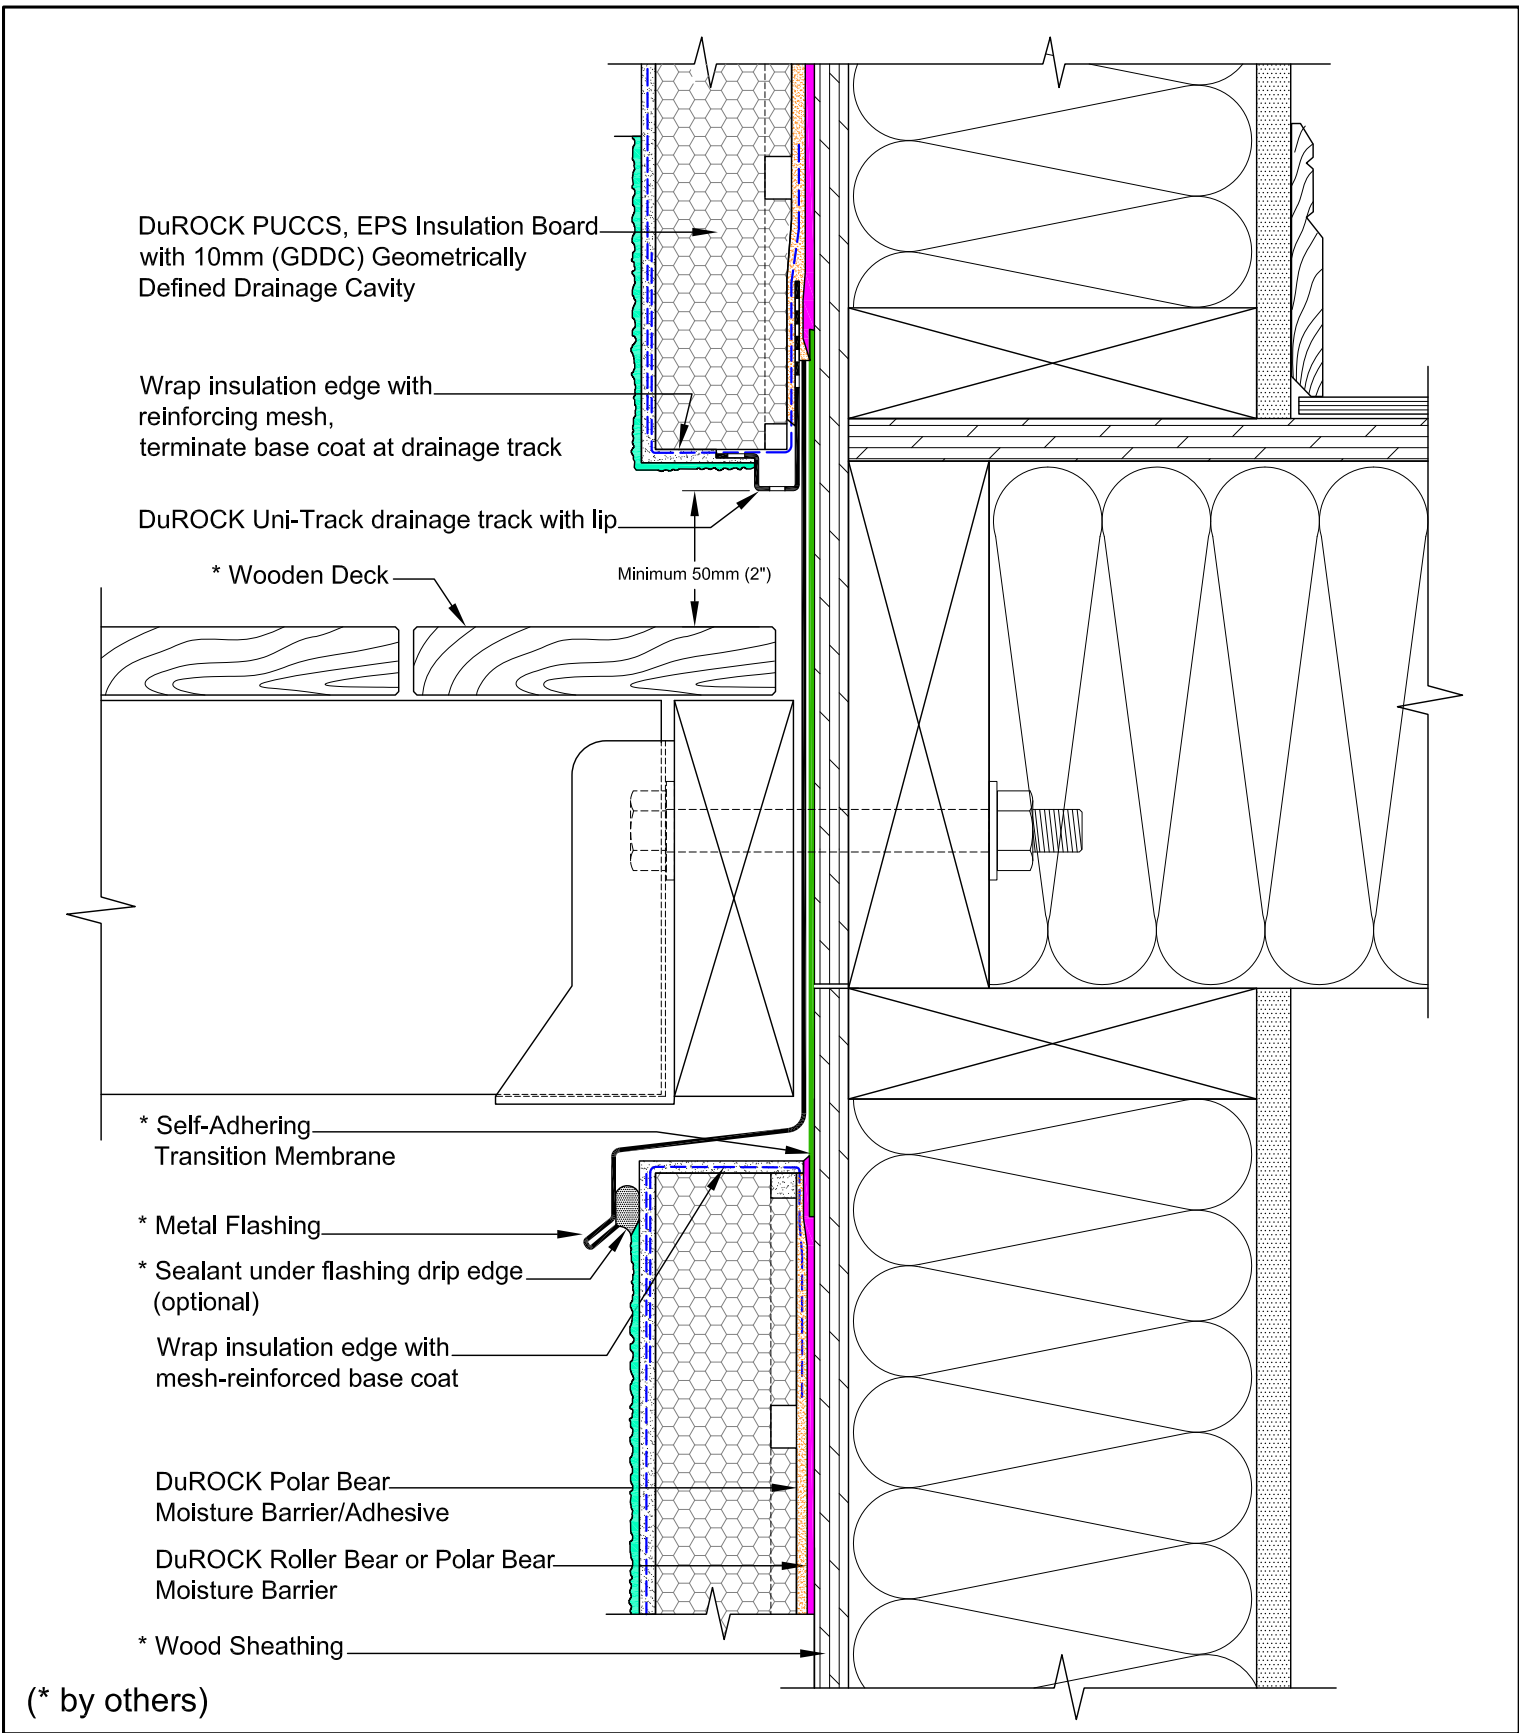 DuROCK PUCCS, EPS Insulation Board
with 10mm (GDDC) Geometrically
Defined Drainage Cavity
Wrap insulation edge with
reinforcing mesh,
terminate base coat at drainage track
DuROCK Uni-Track drainage track with lip
* Wooden Deck
Minimum 50mm (2")
* Self-Adhering
Transition Membrane
* Metal Flashing
* Sealant under flashing drip edge
(optional)
Wrap insulation edge with
mesh-reinforced base coat
DuROCK Polar Bear
Moisture Barrier/Adhesive
DuROCK Roller Bear or Polar Bear
Moisture Barrier
* Wood Sheathing
(* by others)